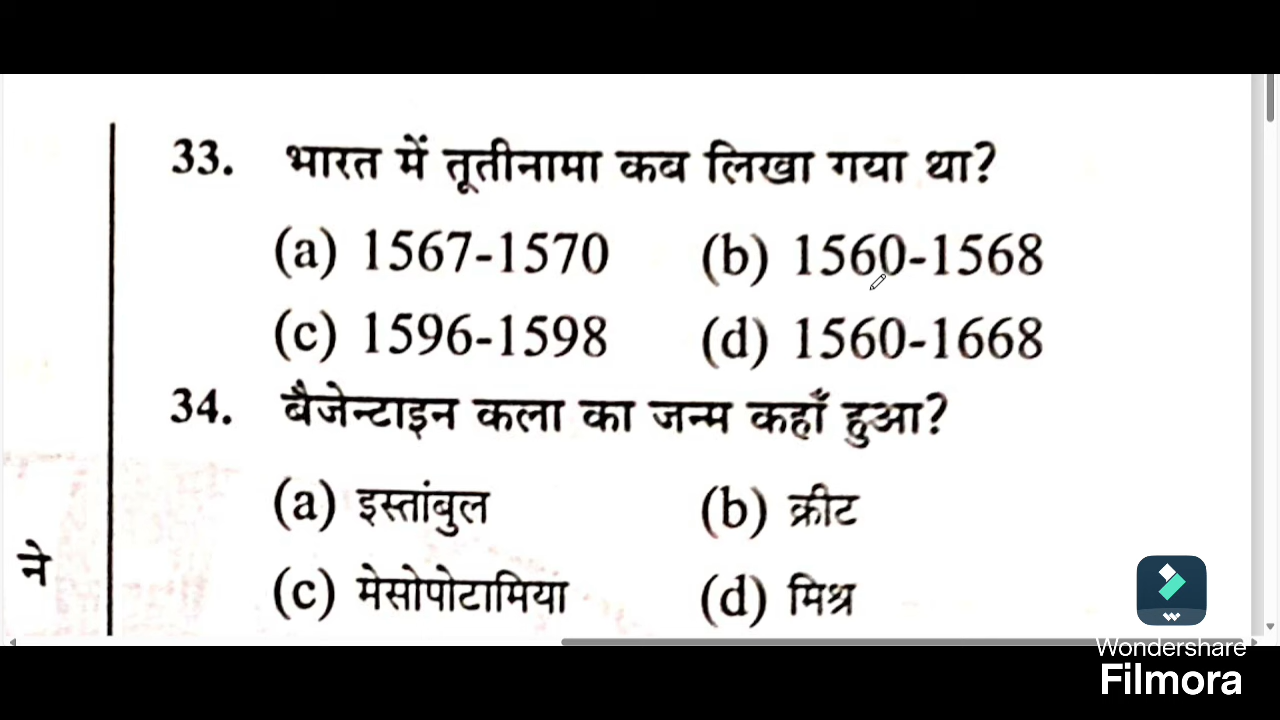 33. भारत में तूतीनामा कब लिखा गया था?
(a) 1567-1570 (b) 1560-1568
(c) 1596-1598 (d) 1560-1668
34. बैजेन्टाइन कला का जन्म कहाँ हुआ?
(a) इस्तांबुल (b) क्रीट
ने
(c) मेसोपोटामिया (d) मिश्र
Wondershare
Filmora